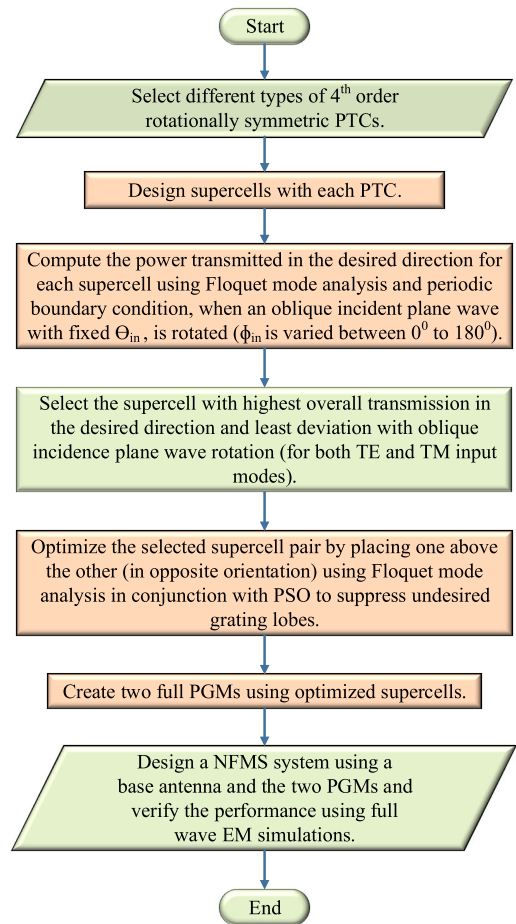 Start
Select different types of 4th order
rotationally symmetric PTCs.
Design supercells with each PTC.
Compute the power transmitted in the desired direction for
each supercell using Floquet mode analysis and periodic
boundary condition, when an oblique incident plane wave
with fixed ϴin , is rotated (ϕin is varied between 0⁰ to 180⁰).
Select the supercell with highest overall transmission in
the desired direction and least deviation with oblique
incidence plane wave rotation (for both TE and TM input
modes).
Optimize the selected supercell pair by placing one above
the other (in opposite orientation) using Floquet mode
analysis in conjunction with PSO to suppress undesired
grating lobes.
Create two full PGMs using optimized supercells.
Design a NFMS system using a
base antenna and the two PGMs and
verify the performance using full
wave EM simulations.
End